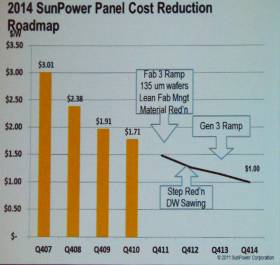 2014 SunPower Panel Cost Reduction
Roadmap
$/W
$3.50
$3.00
$2.50
$2.00
$1.50
$1.00
$0.50
$-
$3.01
$2.38
$1.91
$1.71
$1.00
Fab 3 Ramp
135 um wafers
Lean Fab Mngt
Material Red'n
Gen 3 Ramp
Step Red'n
DW Sawing
Q407 Q408 Q409 Q410 Q411 Q412 Q413 Q414
© 2011 SunPower Corporation